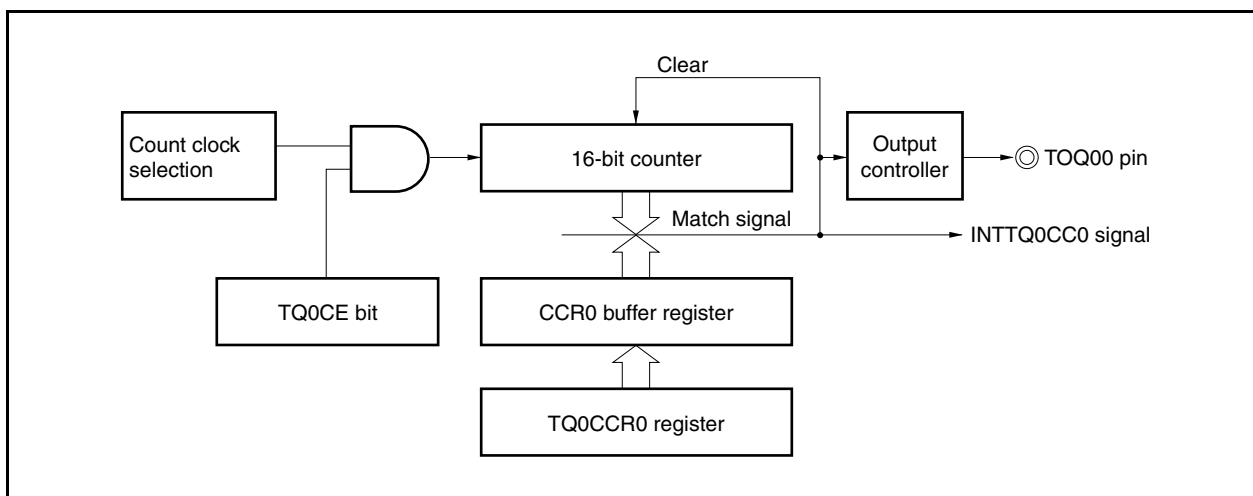 Clear
Count clock
selection
16-bit counter
Output
controller
TOQ00 pin
Match signal
INTTQ0CC0 signal
TQ0CE bit
CCR0 buffer register
TQ0CCR0 register